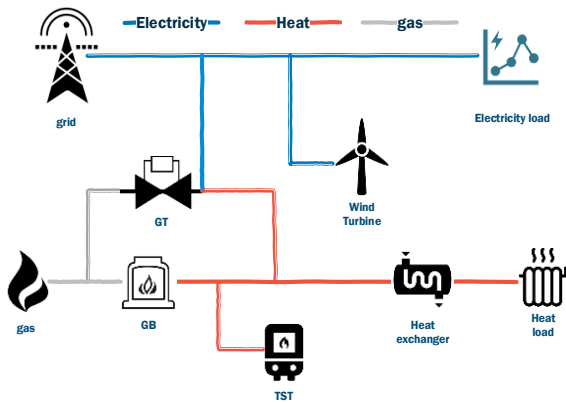 Electricity
Heat
gas
grid
Electricity load
Wind
Turbine
GT
gas
GB
Heat
exchanger
Heat
load
TST